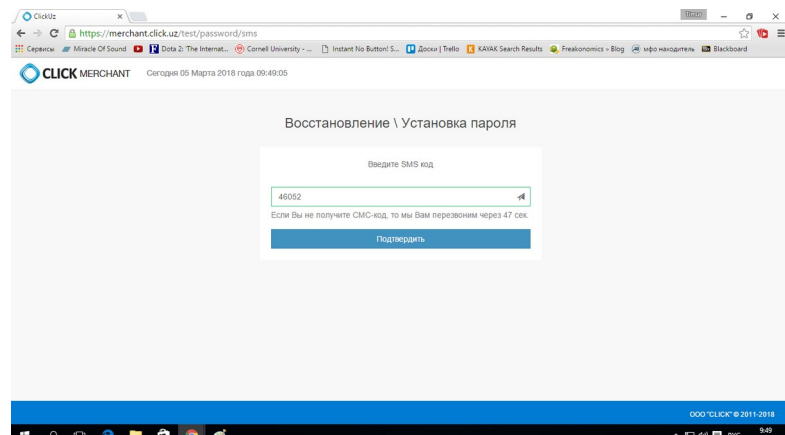 ClickUz
Timur
https://merchant.click.uz/test/password/sms
Сервисы Miracle Of Sound Dota 2: The Internat... Cornell University - ... Instant No Button! S... Доски | Trello KAYAK Search Results Freakonomics » Blog мфо находитель Blackboard
CLICK MERCHANT Сегодня 05 Марта 2018 года 09:49:05
Восстановление \ Установка пароля
Введите SMS код
46052
Если Вы не получите СМС-код, то мы Вам перезвоним через 47 сек.
Подтвердить
ООО "CLICK" © 2011-2018
РУС 9:49